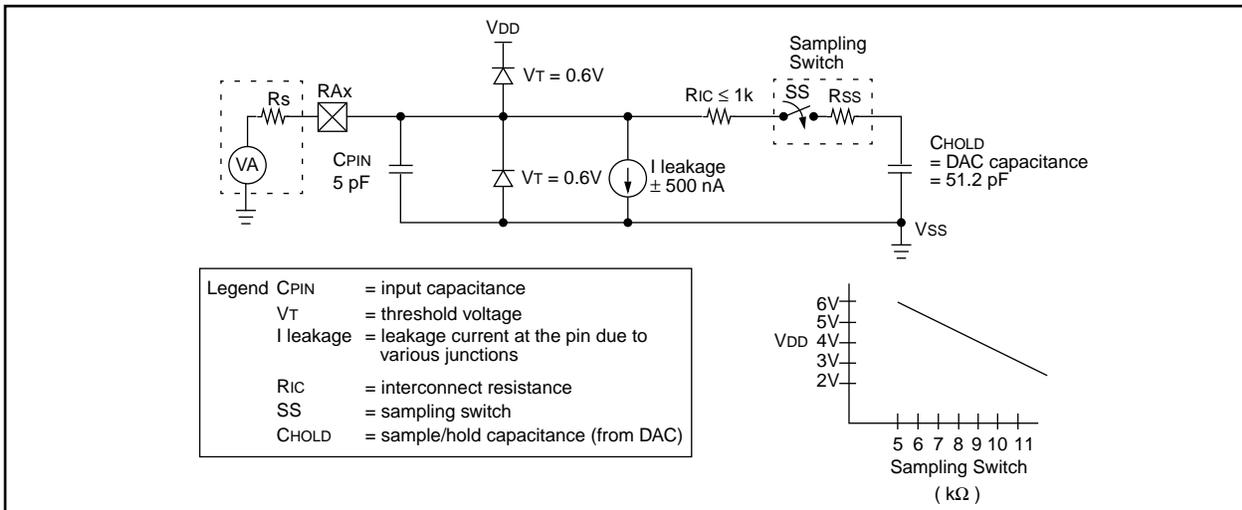 VDD
Sampling
Switch
VT = 0.6V
RIC ≤ 1k
SS
RSS
Rs
RAx
VA
CPIN
5 pF
VT = 0.6V
I leakage
± 500 nA
CHOLD
= DAC capacitance
= 51.2 pF
VSS
Legend CPIN = input capacitance
VT = threshold voltage
I leakage = leakage current at the pin due to
various junctions
RIC = interconnect resistance
SS = sampling switch
CHOLD = sample/hold capacitance (from DAC)
6V
5V
VDD 4V
3V
2V
5 6 7 8 9 10 11
Sampling Switch
( kΩ )